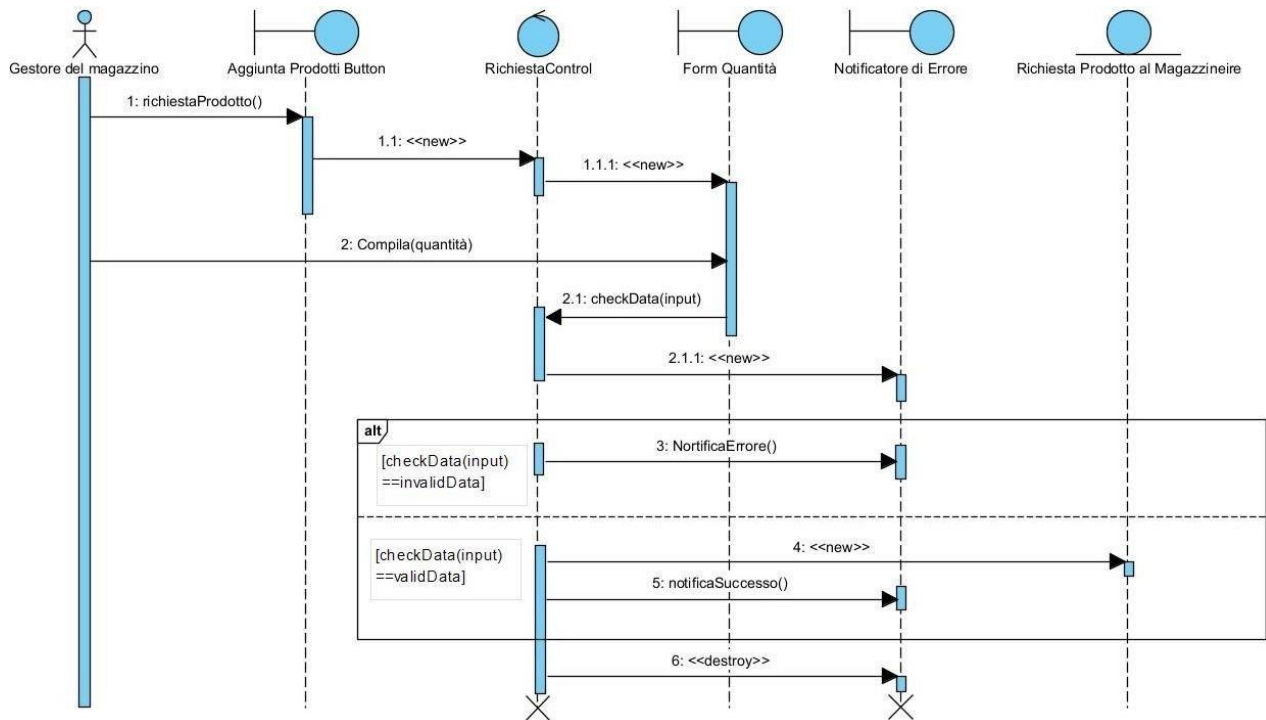 Gestore del magazzino
Aggiunta Prodotti Button
RichiestaControl
Form Quantità
Notificatore di Errore
Richiesta Prodotto al Magazzineire
1: richiestaProdotto()
1.1: <<new>>
1.1.1: <<new>>
2: Compila(quantità)
2.1: checkData(input)
2.1.1: <<new>>
alt
3: NortificaErrore()
[checkData(input)
==invalidData]
4: <<new>>
[checkData(input)
==validData]
5: notificaSuccesso()
6: <<destroy>>